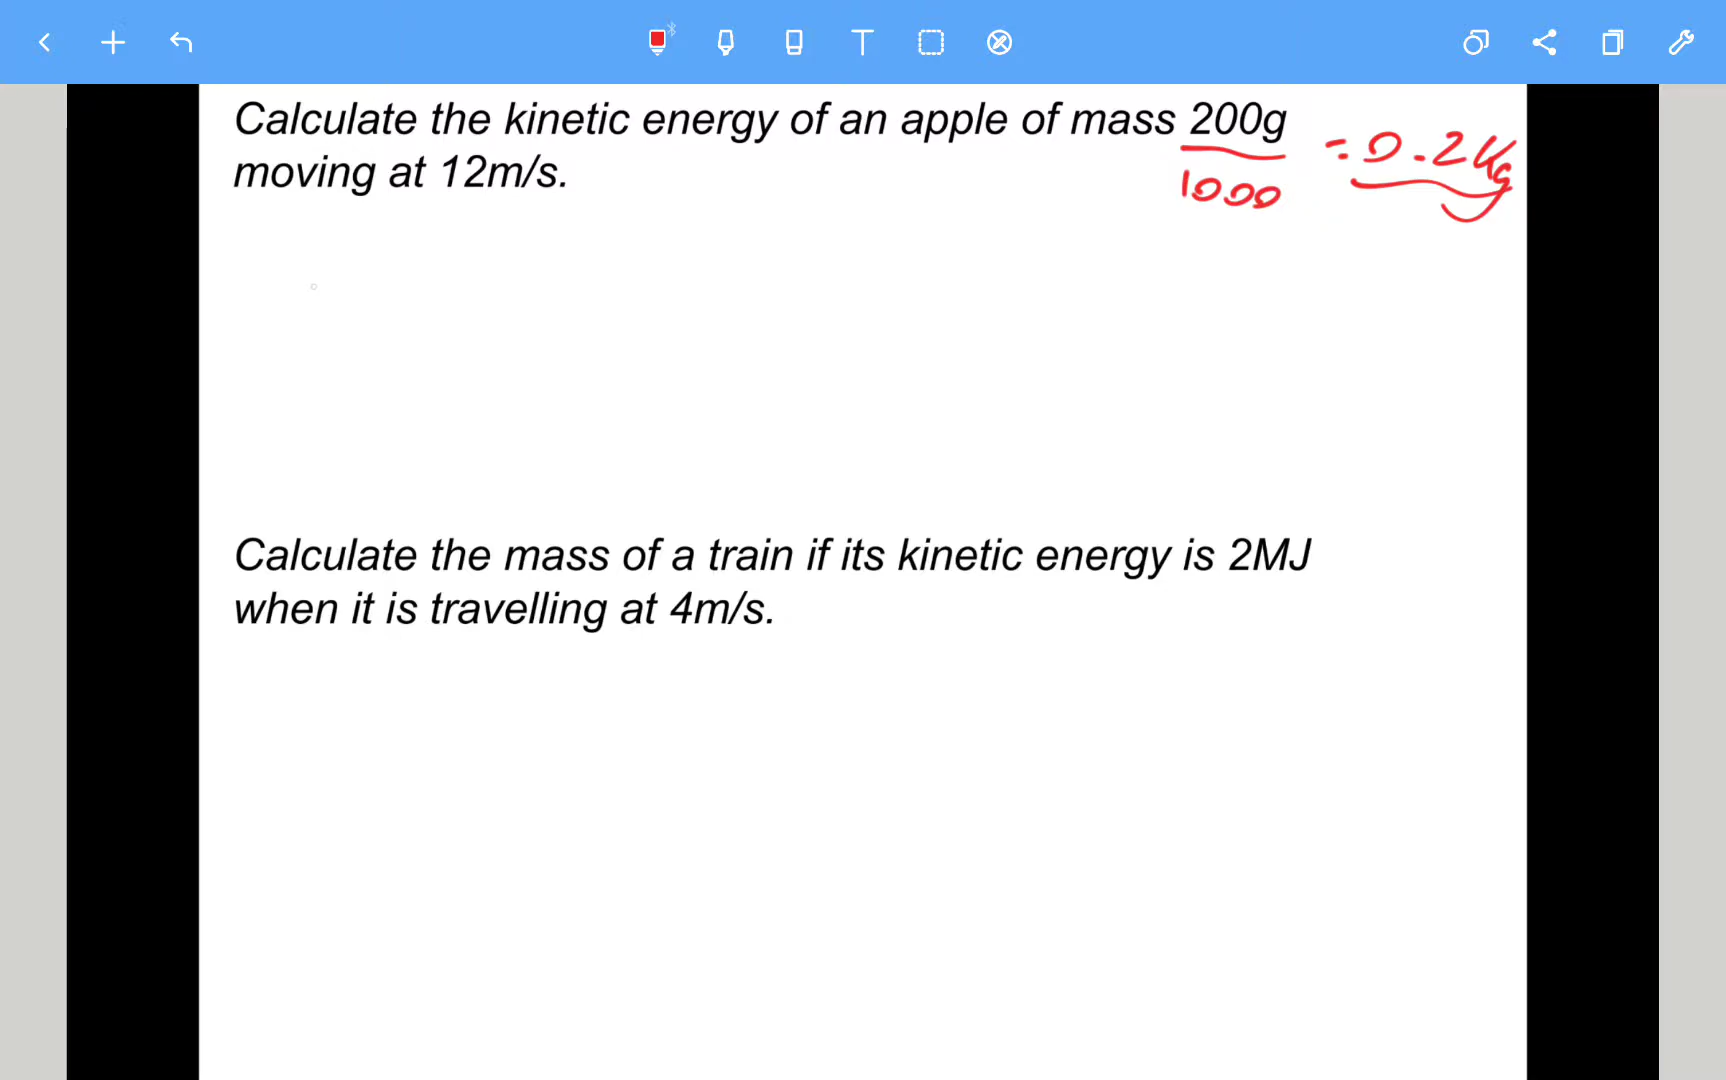 Calculate the kinetic energy of an apple of mass 200g
moving at 12m/s.
1000
= 0.2Kg
Calculate the mass of a train if its kinetic energy is 2MJ
when it is travelling at 4m/s.